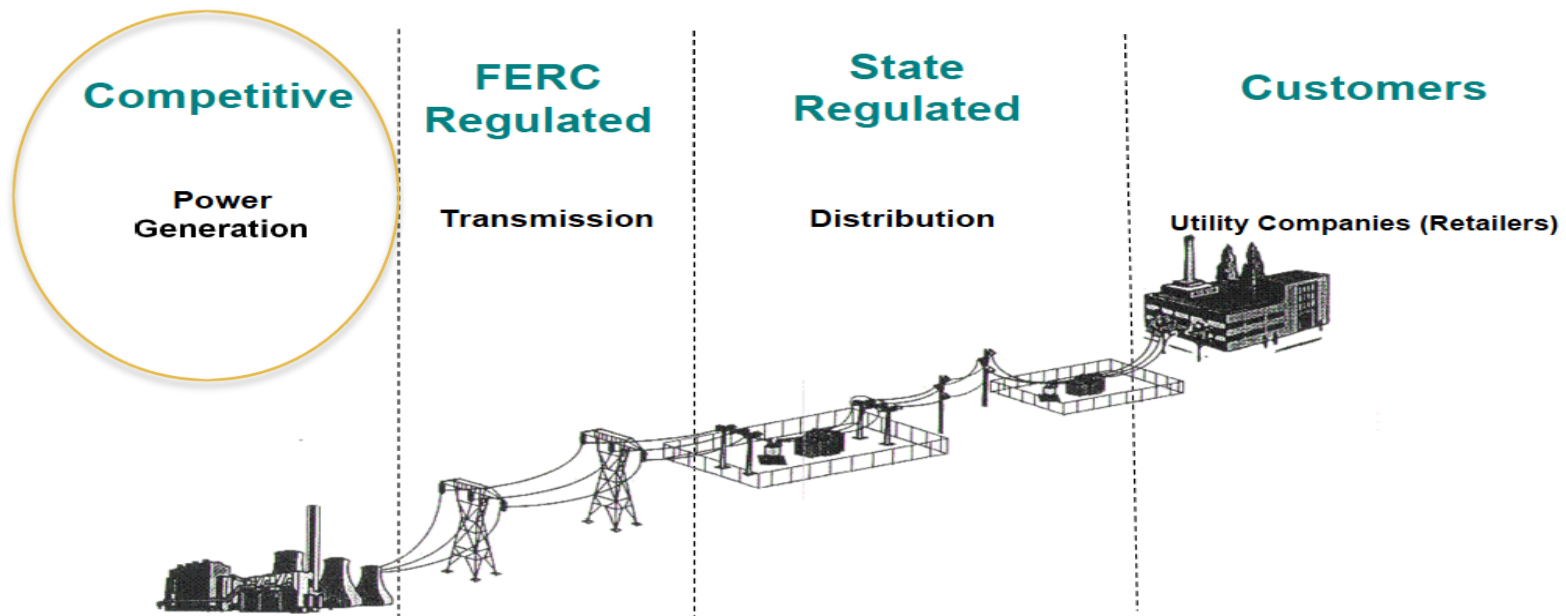 Competitive
Power
Generation
FERC
Regulated
Transmission
State
Regulated
Distribution
Customers
Utility Companies (Retailers)